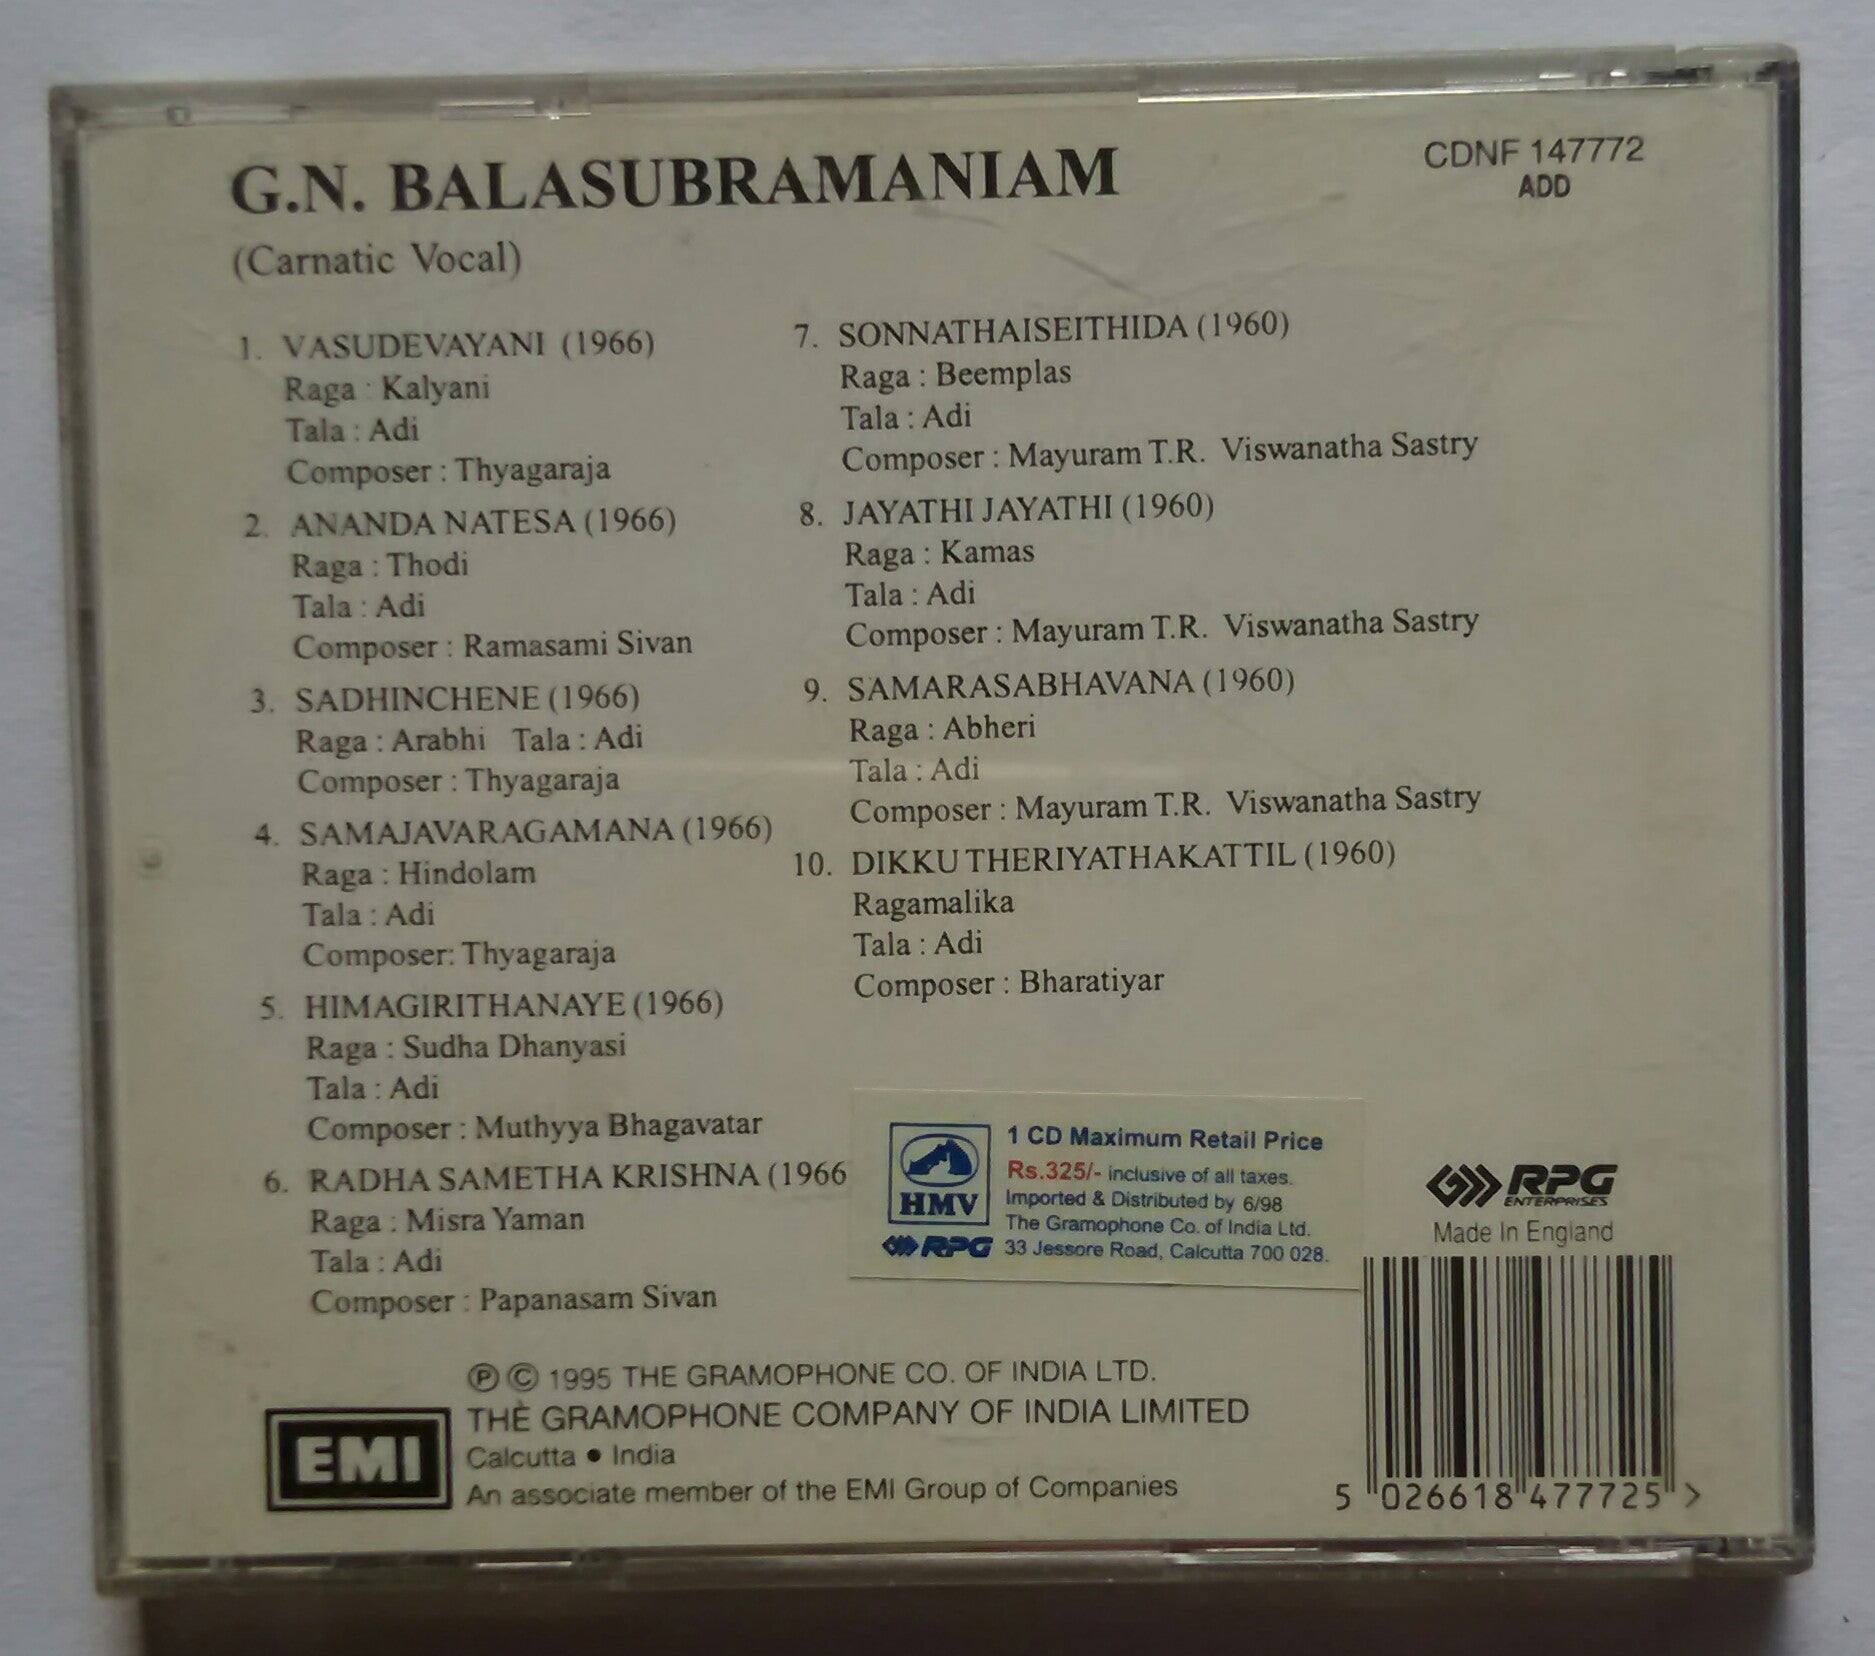 G.N. BALASUBRAMANIAM
(Carnatic Vocal)
CDNF 147772
ADD
1. VASUDEVAYANI (1966)
Raga : Kalyani
Tala : Adi
Composer : Thyagaraja
2. ANANDA NATESA (1966)
Raga : Thodi
Tala : Adi
Composer : Ramasami Sivan
3. SADHINCHENE (1966)
Raga : Arabhi Tala : Adi
Composer : Thyagaraja
4. SAMAJAVARAGAMANA (1966)
Raga : Hindolam
Tala : Adi
Composer: Thyagaraja
5. HIMAGIRITHANAYE (1966)
Raga : Sudha Dhanyasi
Tala : Adi
Composer : Muthyya Bhagavatar
6. RADHA SAMETHA KRISHNA (1966
Raga : Misra Yaman
Tala : Adi
Composer : Papanasam Sivan
7. SONNATHAISEITHIDA (1960)
Raga : Beemplas
Tala : Adi
Composer : Mayuram T.R. Viswanatha Sastry
8. JAYATHI JAYATHI (1960)
Raga : Kamas
Tala : Adi
Composer : Mayuram T.R. Viswanatha Sastry
9. SAMARASABHAVANA (1960)
Raga : Abheri
Tala : Adi
Composer : Mayuram T.R. Viswanatha Sastry
10. DIKKU THERIYATHAKATTIL (1960)
Ragamalika
Tala : Adi
Composer : Bharatiyar
HMV
RPG
1 CD Maximum Retail Price
Rs.325/- inclusive of all taxes.
Imported & Distributed by 6/98
The Gramophone Co. of India Ltd.
33 Jessore Road, Calcutta 700 028.
RPG
ENTERPRISES
Made In England
5 026618 477725 >
EMI
℗ © 1995 THE GRAMOPHONE CO. OF INDIA LTD.
THE GRAMOPHONE COMPANY OF INDIA LIMITED
Calcutta • India
An associate member of the EMI Group of Companies